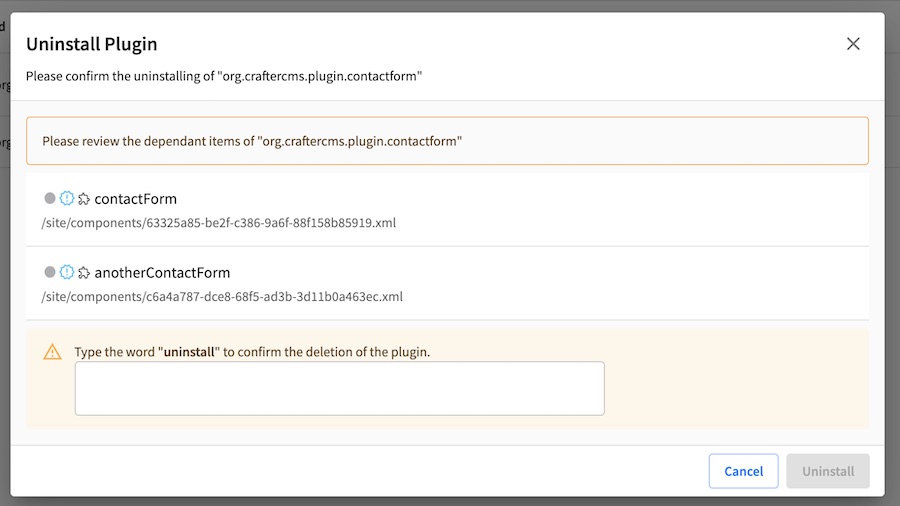 Uninstall Plugin
Please confirm the uninstalling of "org.craftercms.plugin.contactform"
Please review the dependant items of "org.craftercms.plugin.contactform"
contactForm
/site/components/63325a85-be2f-c386-9a6f-88f158b85919.xml
anotherContactForm
/site/components/c6a4a787-dce8-68f5-ad3b-3d11b0a463ec.xml
Type the word "uninstall" to confirm the deletion of the plugin.
Cancel
Uninstall